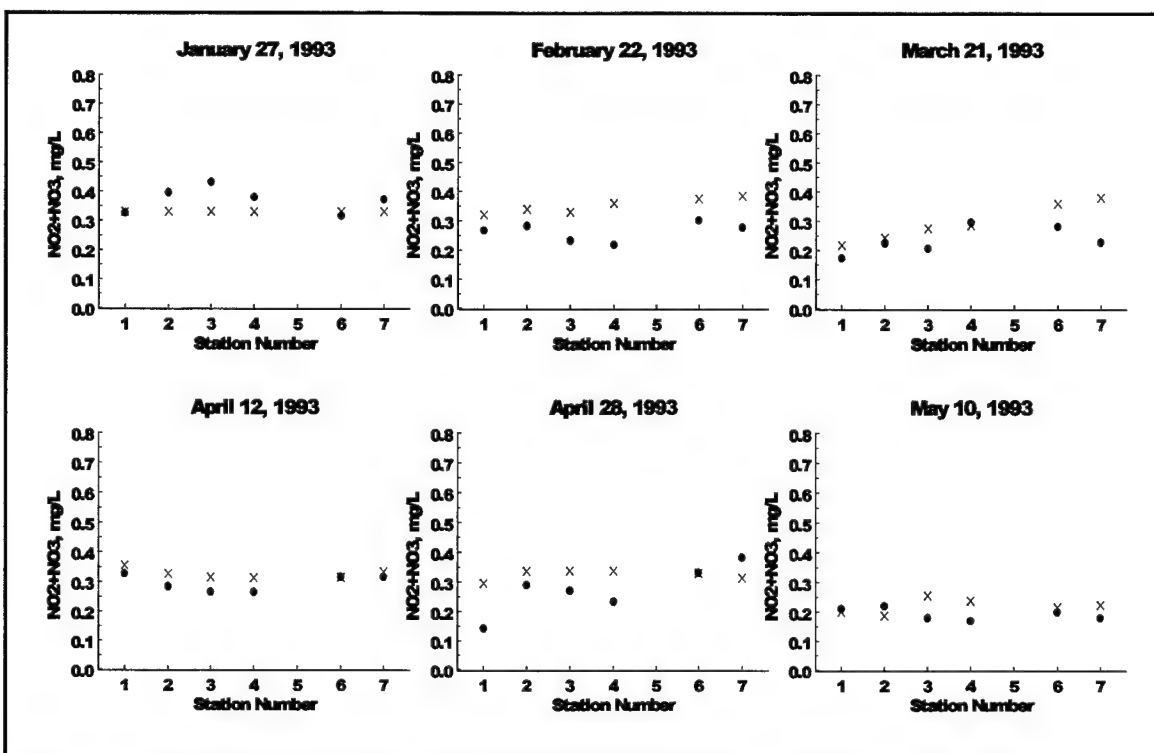 January 27, 1993
NO2+NO3, mg/L
0.8
0.7
0.6
0.5
0.4
0.3
0.2
0.1
0.0
1 2 3 4 5 6 7
Station Number
February 22, 1993
NO2+NO3, mg/L
0.8
0.7
0.6
0.5
0.4
0.3
0.2
0.1
0.0
1 2 3 4 5 6 7
Station Number
March 21, 1993
NO2+NO3, mg/L
0.8
0.7
0.6
0.5
0.4
0.3
0.2
0.1
0.0
1 2 3 4 5 6 7
Station Number
April 12, 1993
NO2+NO3, mg/L
0.8
0.7
0.6
0.5
0.4
0.3
0.2
0.1
0.0
1 2 3 4 5 6 7
Station Number
April 28, 1993
NO2+NO3, mg/L
0.8
0.7
0.6
0.5
0.4
0.3
0.2
0.1
0.0
1 2 3 4 5 6 7
Station Number
May 10, 1993
NO2+NO3, mg/L
0.8
0.7
0.6
0.5
0.4
0.3
0.2
0.1
0.0
1 2 3 4 5 6 7
Station Number